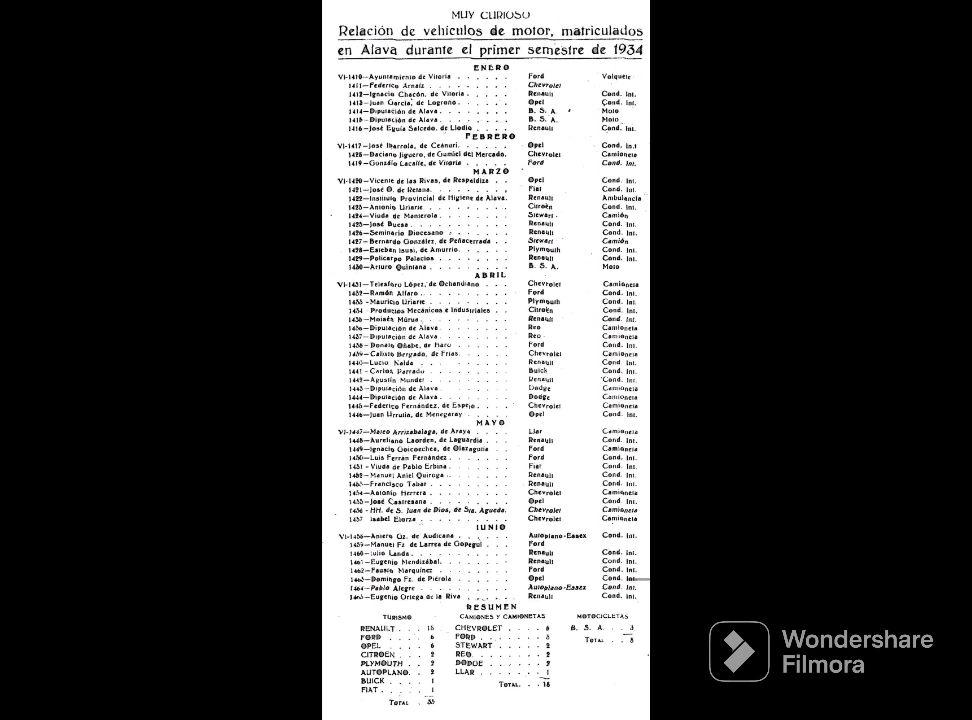 MUY CURIOSO
Relación de vehículos de motor, matriculados
en Alava durante el primer semestre de 1934
ENERO
VI-1410—Ayuntamiento de Vitoria . . . . . . Ford Volquete
1411—Federico Arnaiz . . . . . . . . Chevrolet
1412—Ignacio Chacón, de Vitoria . . . . . Renault Cond. Int.
1413—Juan García, de Logroño . . . . . . Opel Cond. Int.
1414—Diputación de Alava . . . . . . . B. S. A. Moto
1415—Diputación de Alava . . . . . . . B. S. A. Moto
1416—José Eguía Salcedo, de Llodio . . . . Renault Cond. Int.
FEBRERO
VI-1417—José Ibarrola, de Ceánuri . . . . . Opel Cond. Int
1428—Daciano Jiguero, de Gumiel del Mercado. Chevrolet Camioneta
1419—Gonzalo Lacalle, de Vitoria . . . . . Ford Cond. Int.
MARZO
VI-1420—Vicente de las Rivas, de Respaldiza . . Opel Cond. Int.
1421—José O. de Retana. . . . . . . . Fiat Cond. Int.
1422—Instituto Provincial de Higiene de Alava. Renault Ambulancia
1423—Antonio Uriarte . . . . . . . . Citroën Cond. Int.
1424—Viuda de Manterola . . . . . . . Stewart Camión
1425—José Buesa . . . . . . . . . Renault Cond. Int.
1426—Seminario Diocesano . . . . . . . Renault Cond. Int.
1427—Bernardo González, de Peñacerrada . . Stewart Camión
1428—Esteban Isusi, de Amurrio. . . . . . Plymouth Cond. Int.
1429—Policarpo Palacios . . . . . . . Renault Cond. Int.
1430—Arturo Quintana . . . . . . . . B. S. A. Moto
ABRIL
VI-1431—Telesforo López, de Ochandiano . . . Chevrolet Camioneta
1432—Ramón Alfaro . . . . . . . . Ford Cond. Int.
1433 - Mauricio Uriarte . . . . . . . Plymouth Cond. Int.
1434 - Productos Mecánicos e Industriales . . Citroën Cond. Int.
1435—Moisés Múrua . . . . . . . . Renault Cond. Int.
1436—Diputación de Alava . . . . . . . Reo Camioneta
1437—Diputación de Alava . . . . . . . Reo Camioneta
1438—Donato Oñabe, de Haro . . . . . . Ford Cond. Int.
1439—Calixto Bergado, de Frías . . . . . Chevrolet Camioneta
1440—Lucio Nalda . . . . . . . . . Renault Cond. Int.
1441 - Carlos Parrado . . . . . . . . Buick Cond. Int.
1442—Agustín Munder . . . . . . . . Renault Cond. Int.
1443—Diputación de Alava . . . . . . . Dodge Camioneta
1444—Diputación de Alava . . . . . . . Dodge Camioneta
1445—Federico Fernández, de Espejo . . . . Chevrolet Camioneta
1446—Juan Urrutia, de Menagaray . . . . . Opel Cond. Int.
MAYO
VI-1447—Mateo Arrizabalaga, de Araya . . . . Llar Camioneta
1448—Aureliano Laorden, de Laguardia . . . Renault Cond. Int.
1449—Ignacio Goicoechea, de Olazagutía . . Ford Camioneta
1450—Luis Ferrán Fernández . . . . . . Ford Cond. Int.
1451 - Viuda de Pablo Erbina . . . . . . Fiat Cond. Int.
1452—Manuel Aniel Quiroga . . . . . . Renault Cond. Int.
1453—Francisco Tabar . . . . . . . . Renault Cond. Int.
1454—Antonio Herrera . . . . . . . . Chevrolet Camioneta
1455—José Castresana . . . . . . . . Opel Cond. Int.
1456 - HH. de S. Juan de Dios, de Sta. Agueda. Chevrolet Camioneta
1457 Isabel Elorza . . . . . . . . . Chevrolet Camioneta
JUNIO
VI-1458—Antero Gz. de Audicana . . . . . Autoplano-Essex Cond. Int.
1459—Manuel Fz. de Larrea de Gopegui . . Ford
1460—Julio Landa . . . . . . . . . Renault Cond. Int.
1461—Eugenio Mendizábal . . . . . . . Renault Cond. Int.
1462—Fausto Marquínez . . . . . . . Ford Cond. Int.
1463—Domingo Fz. de Piérola . . . . . . Opel Cond. Int.
1464—Pablo Alegre . . . . . . . . . Autoplano-Essex Cond. Int.
1465—Eugenio Ortega de la Riva . . . . . Renault Cond. Int.
RESUMEN
TURISMO CAMIONES Y CAMIONETAS MOTOCICLETAS
RENAULT . . . 15 CHEVROLET . . . . 8 B. S. A. . . 3
FORD . . . . 6 FORD . . . . . 3 TOTAL . . 3
OPEL . . . . 6 STEWART . . . . 2
CITROEN . . . 2 REO. . . . . . 2
PLYMOUTH . . 2 DODGE . . . . . 2
AUTOPLANO. . 2 LLAR . . . . . 1
BUICK . . . . 1 TOTAL. . . 18
FIAT. . . . . 1
TOTAL . 35
Wondershare
Filmora